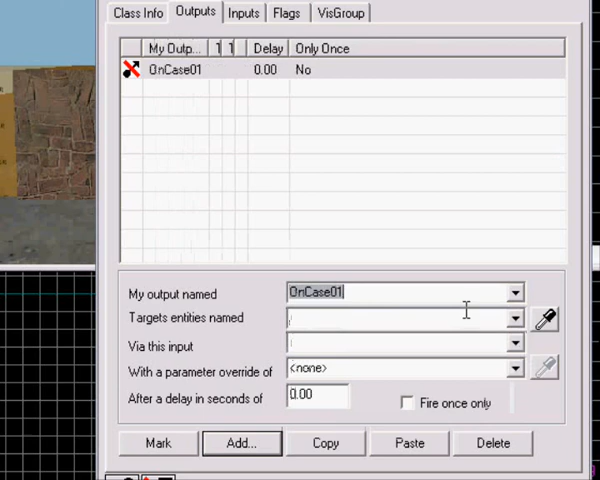 Class Info Outputs Inputs Flags VisGroup
My Outp... Delay Only Once
OnCase01 0.00 No
My output named OnCase01
Targets entities named
Via this input
With a parameter override of <none>
After a delay in seconds of 0.00 Fire once only
Mark Add... Copy Paste Delete